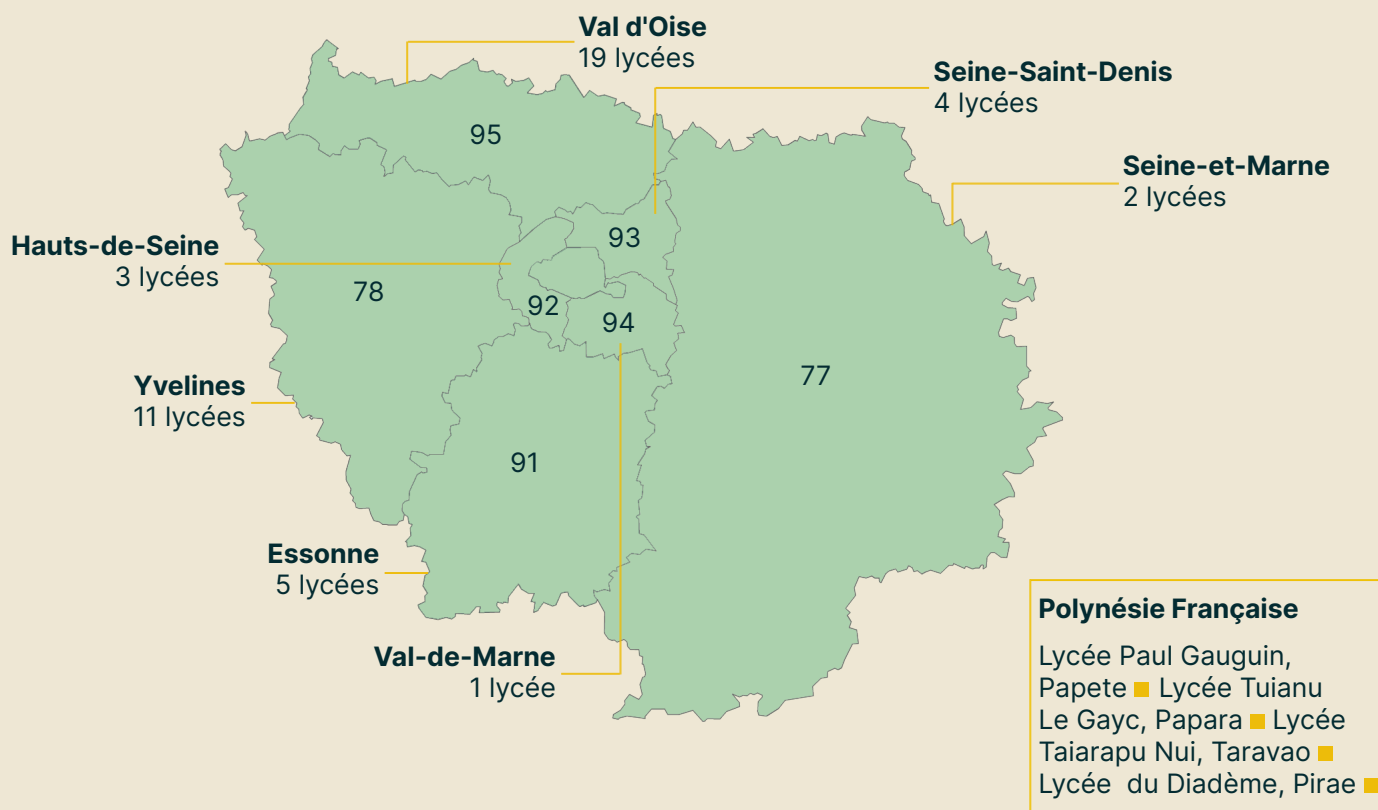 Val d'Oise
19 lycées
Seine-Saint-Denis
4 lycées
95
Seine-et-Marne
2 lycées
Hauts-de-Seine
3 lycées
93
78
92
94
77
Yvelines
11 lycées
91
Essonne
5 lycées
Val-de-Marne
1 lycée
Polynésie Française
Lycée Paul Gauguin,
Papete ■ Lycée Tuianu
Le Gayc, Papara ■ Lycée
Taiarapu Nui, Taravao ■
Lycée du Diadème, Pirae ■